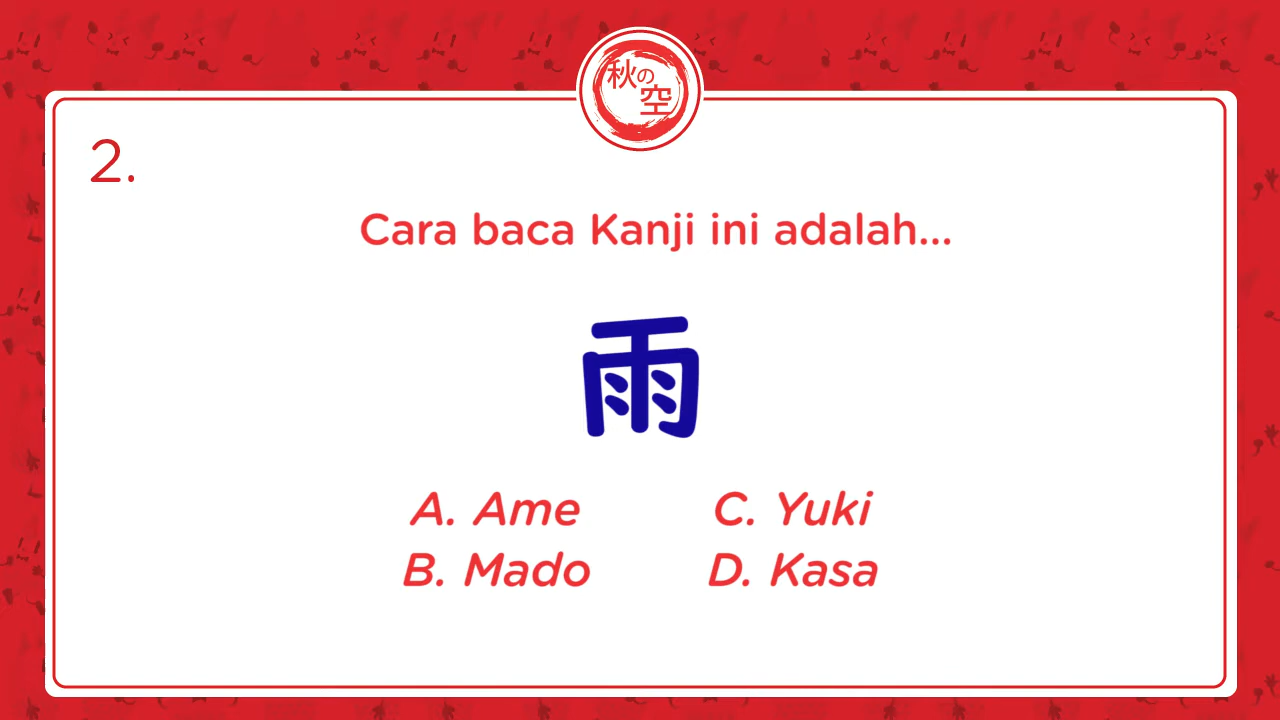 秋の
空
2.
Cara baca Kanji ini adalah...
雨
A. Ame
C. Yuki
B. Mado
D. Kasa